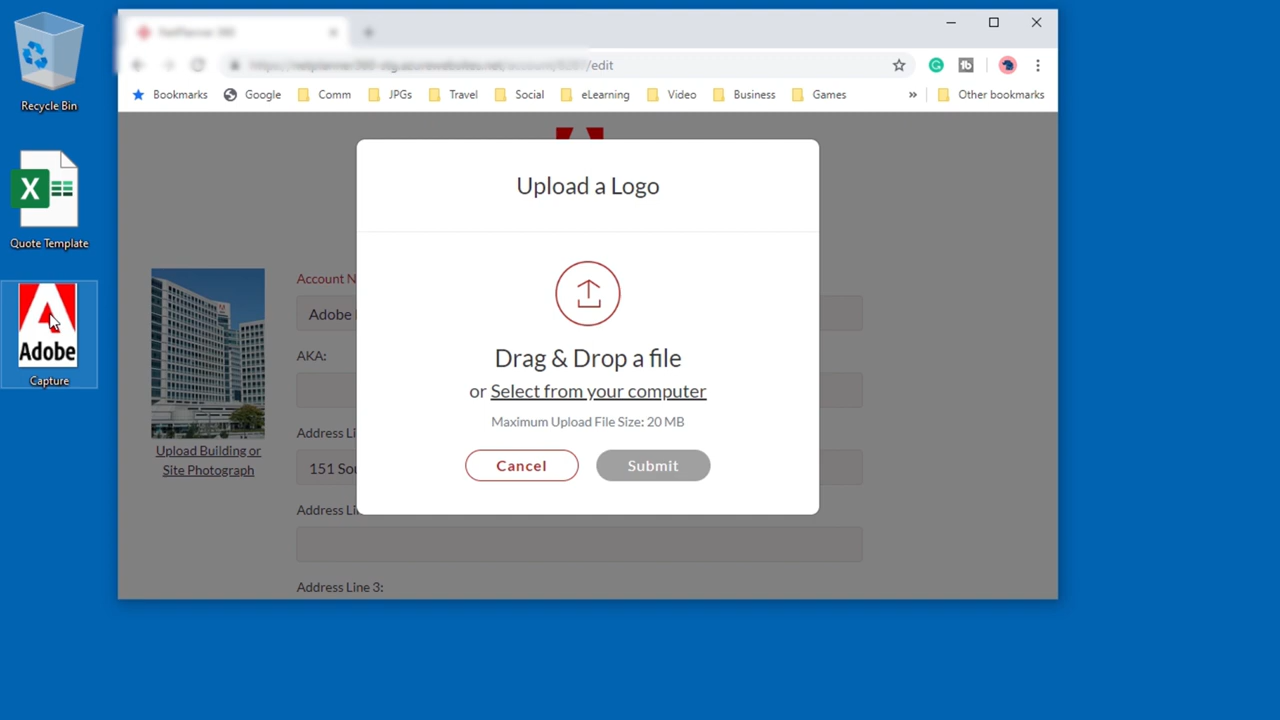 Recycle Bin
Quote Template
Adobe
Capture
/edit
Bookmarks
Google
Comm
JPGs
Travel
Social
eLearning
Video
Business
Games
»
Other bookmarks
Upload a Logo
Drag & Drop a file
or Select from your computer
Maximum Upload File Size: 20 MB
Cancel
Submit
Upload Building or
Site Photograph
Account N
Adobe
AKA:
Address Li
151 Sou
Address Li
Address Line 3: